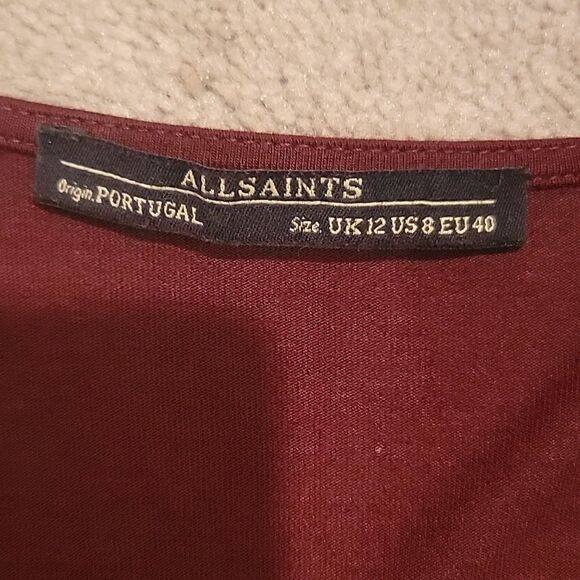 ALLSAINTS
Origin. PORTUGAL Size. UK 12 US 8 EU 40